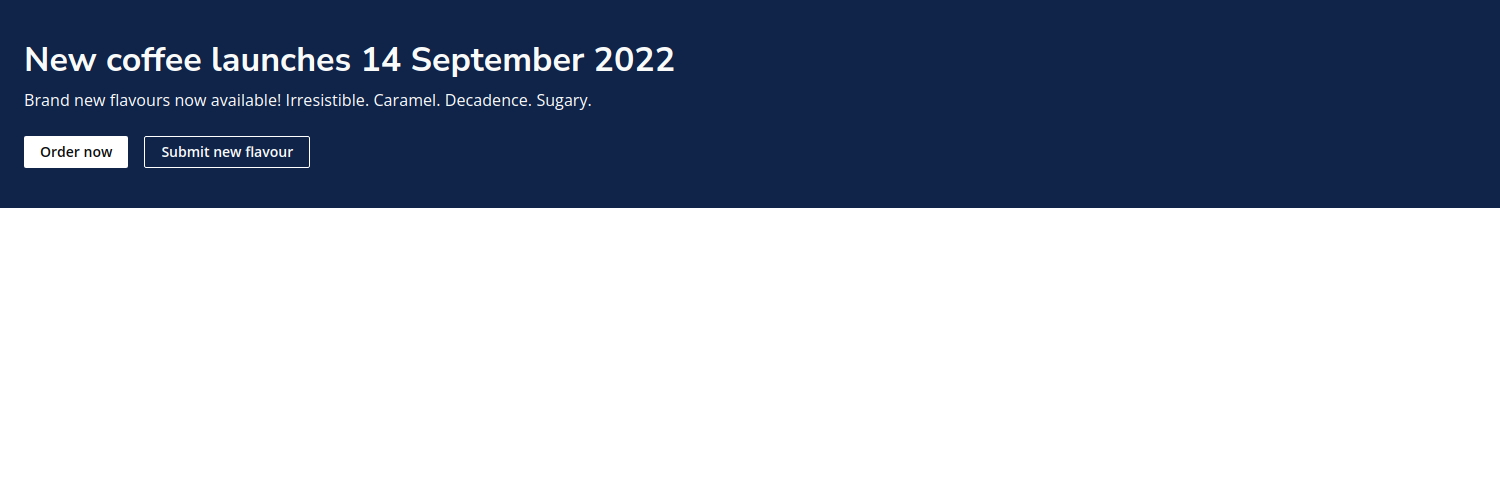 New coffee launches 14 September 2022
Brand new flavours now available! Irresistible. Caramel. Decadence. Sugary.
Order now
Submit new flavour